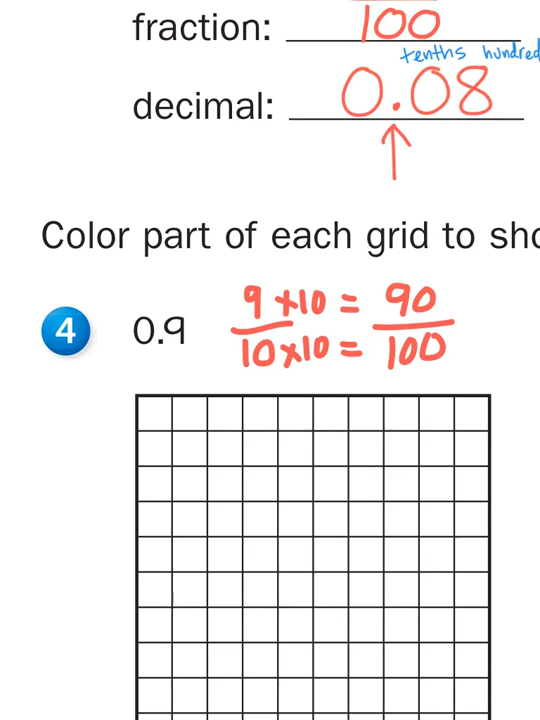 fraction: 100
tenths
decimal: 0.08
Color part of each grid to
4 0.9 9 ×10 = 90
10 ×10 = 100